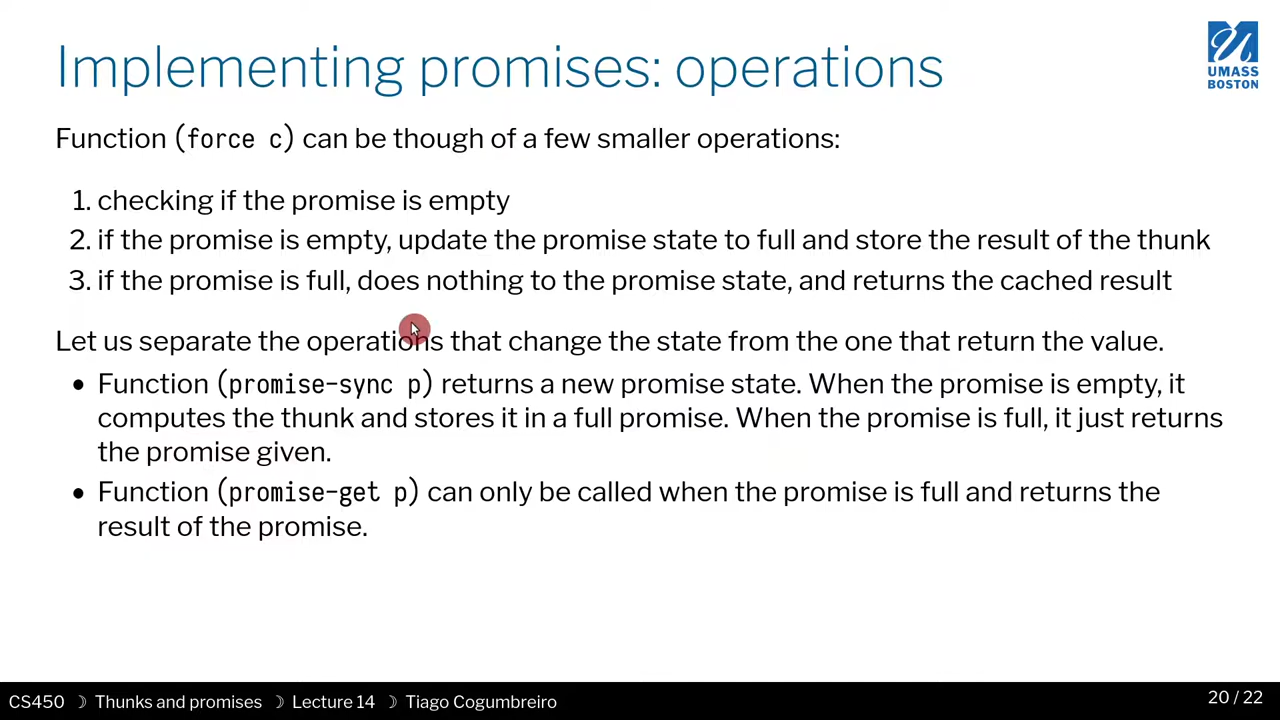 Implementing promises: operations
UMASS
BOSTON
Function (force c) can be though of a few smaller operations:
1. checking if the promise is empty
2. if the promise is empty, update the promise state to full and store the result of the thunk
3. if the promise is full, does nothing to the promise state, and returns the cached result
Let us separate the operations that change the state from the one that return the value.
• Function (promise-sync p) returns a new promise state. When the promise is empty, it
computes the thunk and stores it in a full promise. When the promise is full, it just returns
the promise given.
• Function (promise-get p) can only be called when the promise is full and returns the
result of the promise.
CS450 ☽ Thunks and promises ☽ Lecture 14 ☽ Tiago Cogumbreiro
20 / 22